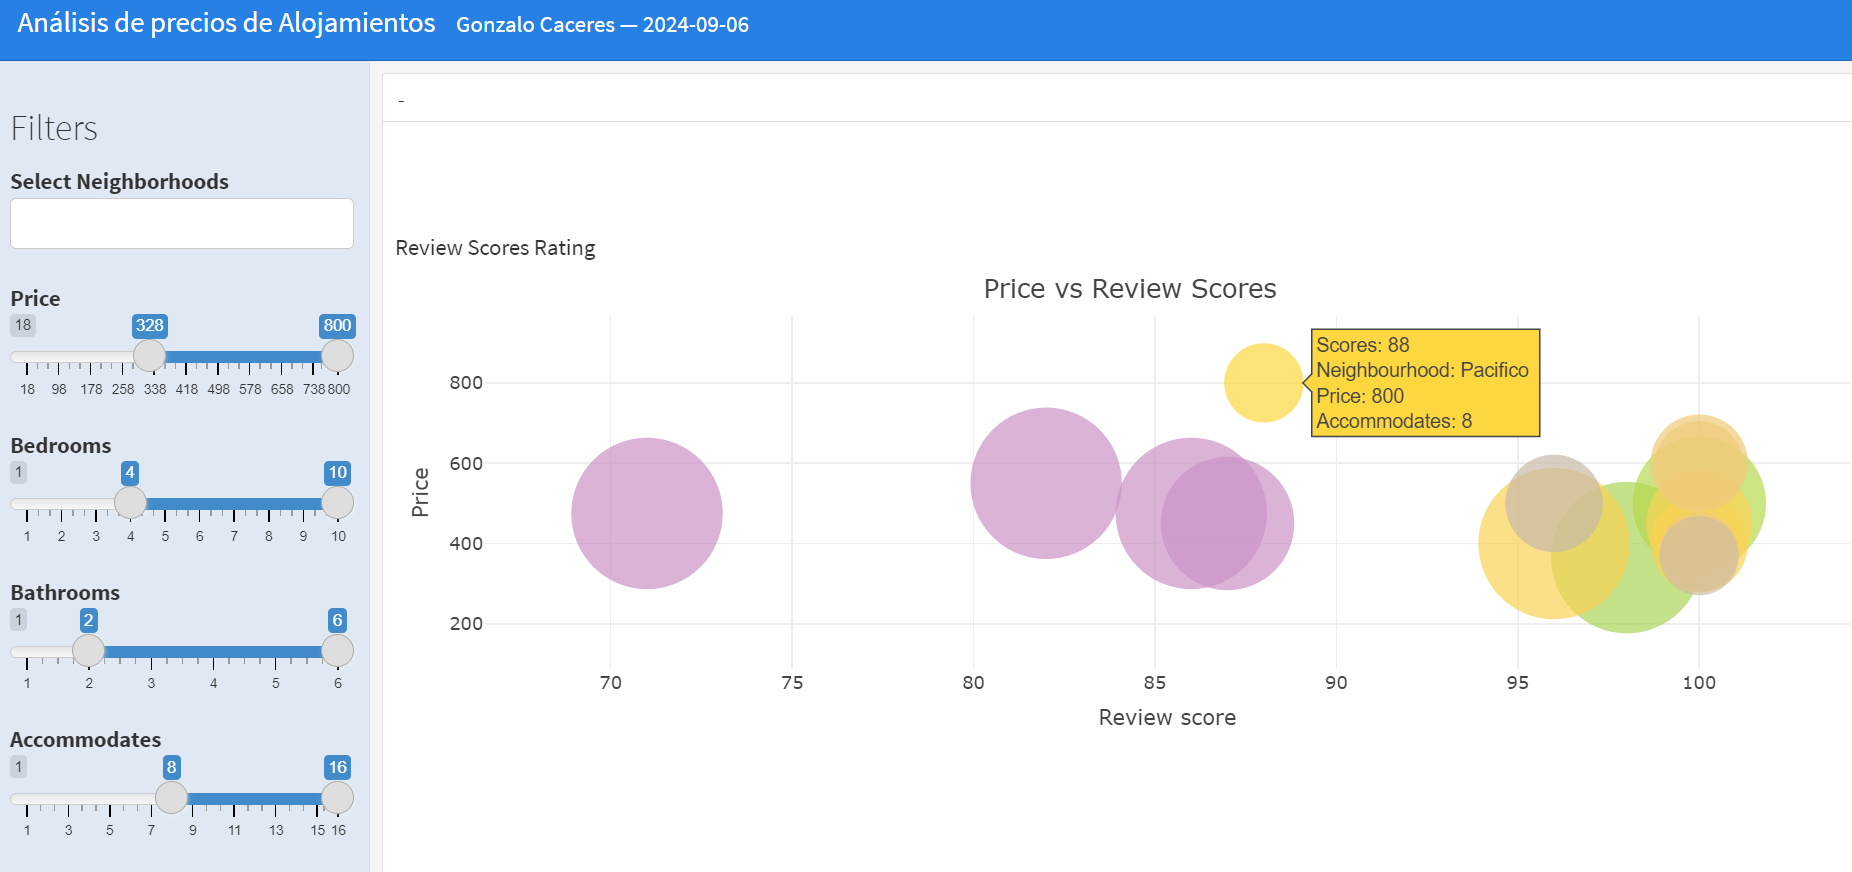 Análisis de precios de Alojamientos Gonzalo Caceres — 2024-09-06
Filters
Select Neighborhoods
Price
18 328 800
18 98 178 258 338 418 498 578 658 738 800
Bedrooms
1 4 10
1 2 3 4 5 6 7 8 9 10
Bathrooms
1 2 6
1 2 3 4 5 6
Accommodates
1 8 16
1 3 5 7 9 11 13 15 16
-
Review Scores Rating
Price vs Review Scores
Scores: 88
Neighbourhood: Pacifico
Price: 800
Accommodates: 8
Price
800
600
400
200
70 75 80 85 90 95 100
Review score